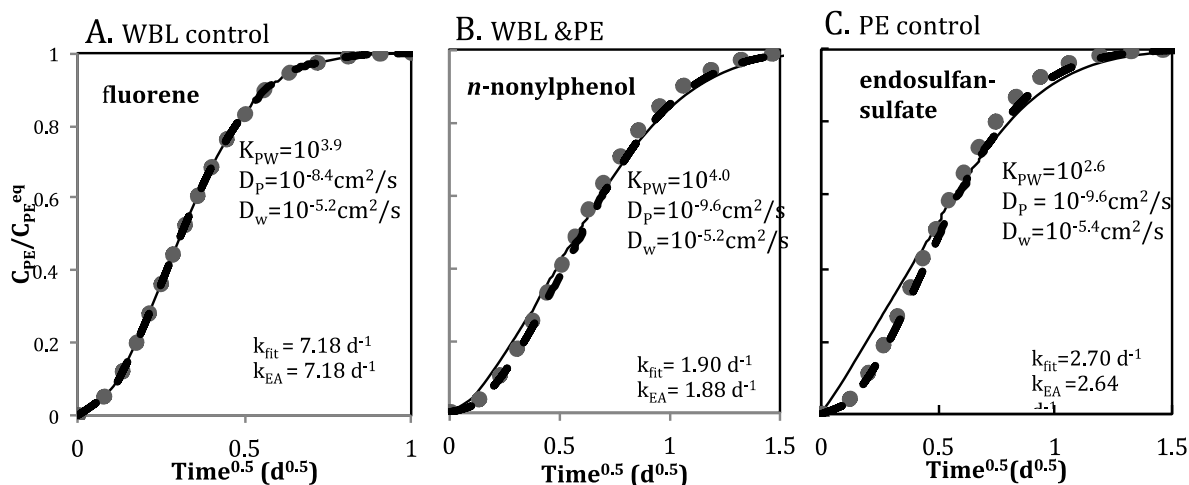 A. WBL control
fluorene
K_PW=10^3.9
D_P=10^-8.4cm^2/s
D_w=10^-5.2cm^2/s
k_fit = 7.18 d^-1
k_EA = 7.18 d^-1
C_PE/C_PE^eq
1
0.8
0.6
0.4
0.2
0
0
0.5
1
Time^0.5 (d^0.5)
B. WBL &PE
n-nonylphenol
K_PW=10^4.0
D_P=10^-9.6cm^2/s
D_w=10^-5.2cm^2/s
k_fit= 1.90 d^-1
k_EA= 1.88 d^-1
0
0.5
1
1.5
Time^0.5 (d^0.5)
C. PE control
endosulfan-
sulfate
K_PW=10^2.6
D_P = 10^-9.6cm^2/s
D_w=10^-5.4cm^2/s
k_fit=2.70 d^-1
k_EA =2.64
0
0.5
1
1.5
Time^0.5(d^0.5)